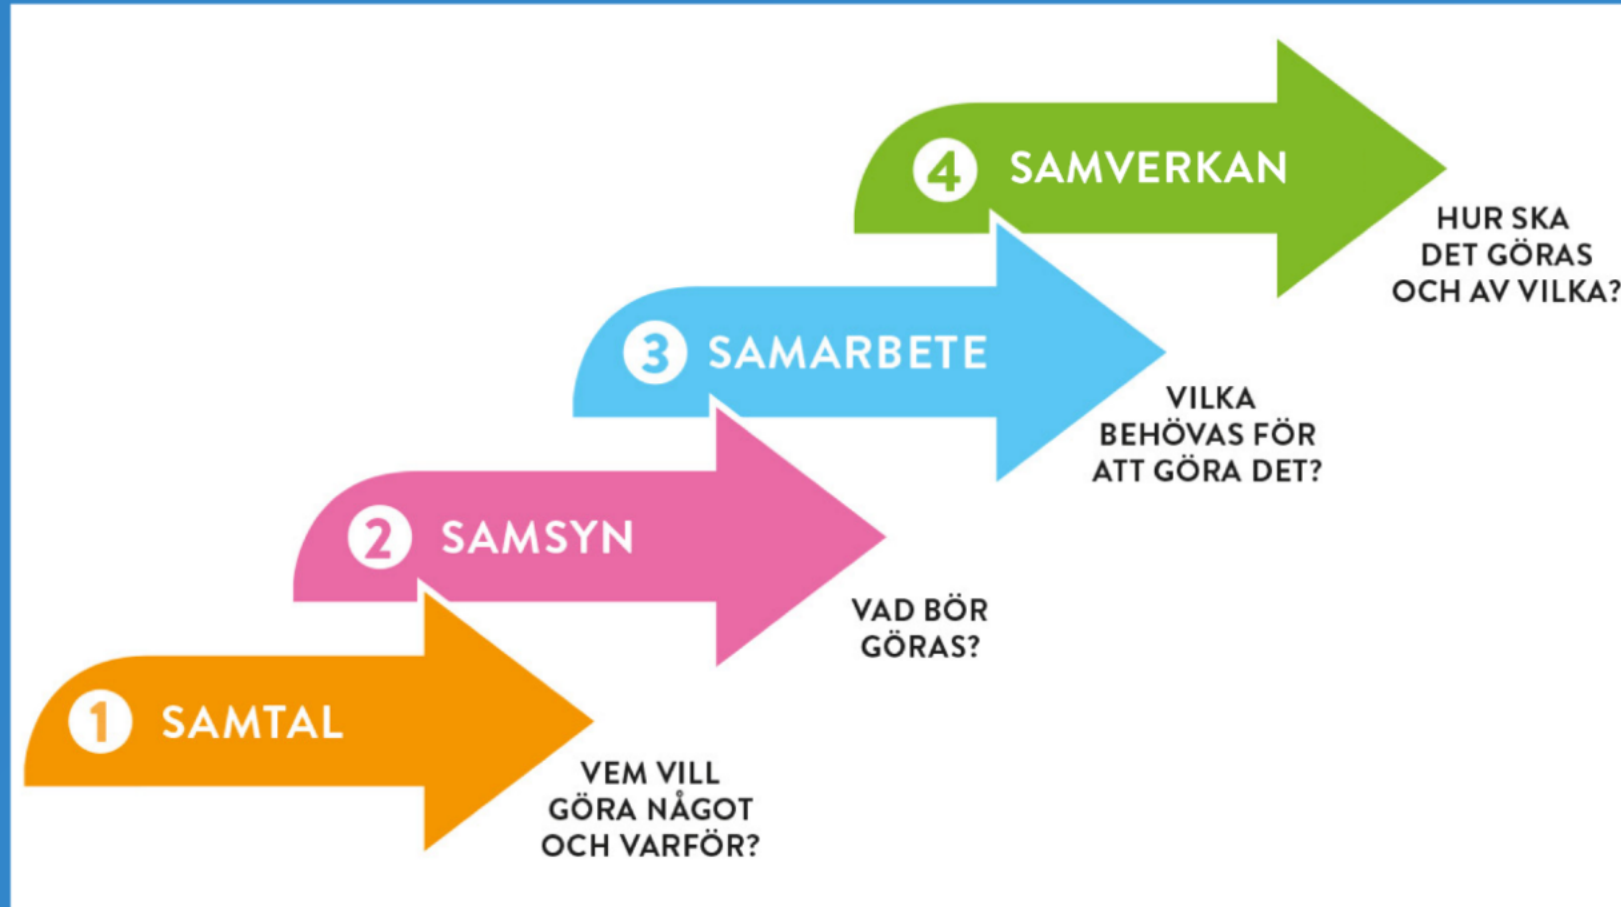 1 SAMTAL
VEM VILL
GÖRA NÅGOT
OCH VARFÖR?
2 SAMSYN
VAD BÖR
GÖRAS?
3 SAMARBETE
VILKA
BEHÖVAS FÖR
ATT GÖRA DET?
4 SAMVERKAN
HUR SKA
DET GÖRAS
OCH AV VILKA?